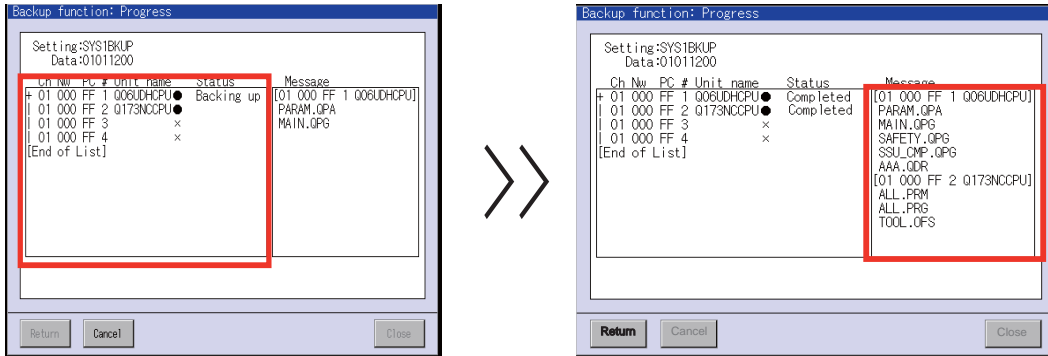 Backup function: Progress
Setting:SYS1BKUP
Data:01011200
Ch Nw PC # Unit name Status Message
+ 01 000 FF 1 Q06UDHCPU● Backing up [01 000 FF 1 Q06UDHCPU]
| 01 000 FF 2 Q173NCCPU● PARAM.QPA
| 01 000 FF 3 × MAIN.QPG
| 01 000 FF 4 ×
[End of List]
Return Cancel Close
Backup function: Progress
Setting:SYS1BKUP
Data:01011200
Ch Nw PC # Unit name Status Message
+ 01 000 FF 1 Q06UDHCPU● Completed [01 000 FF 1 Q06UDHCPU]
| 01 000 FF 2 Q173NCCPU● Completed PARAM.QPA
| 01 000 FF 3 × MAIN.QPG
| 01 000 FF 4 × SAFETY.QPG
[End of List] SSU_CMP.QPG
AAA.QDR
[01 000 FF 2 Q173NCCPU]
ALL.PRM
ALL.PRG
TOOL.OFS
Return Cancel Close